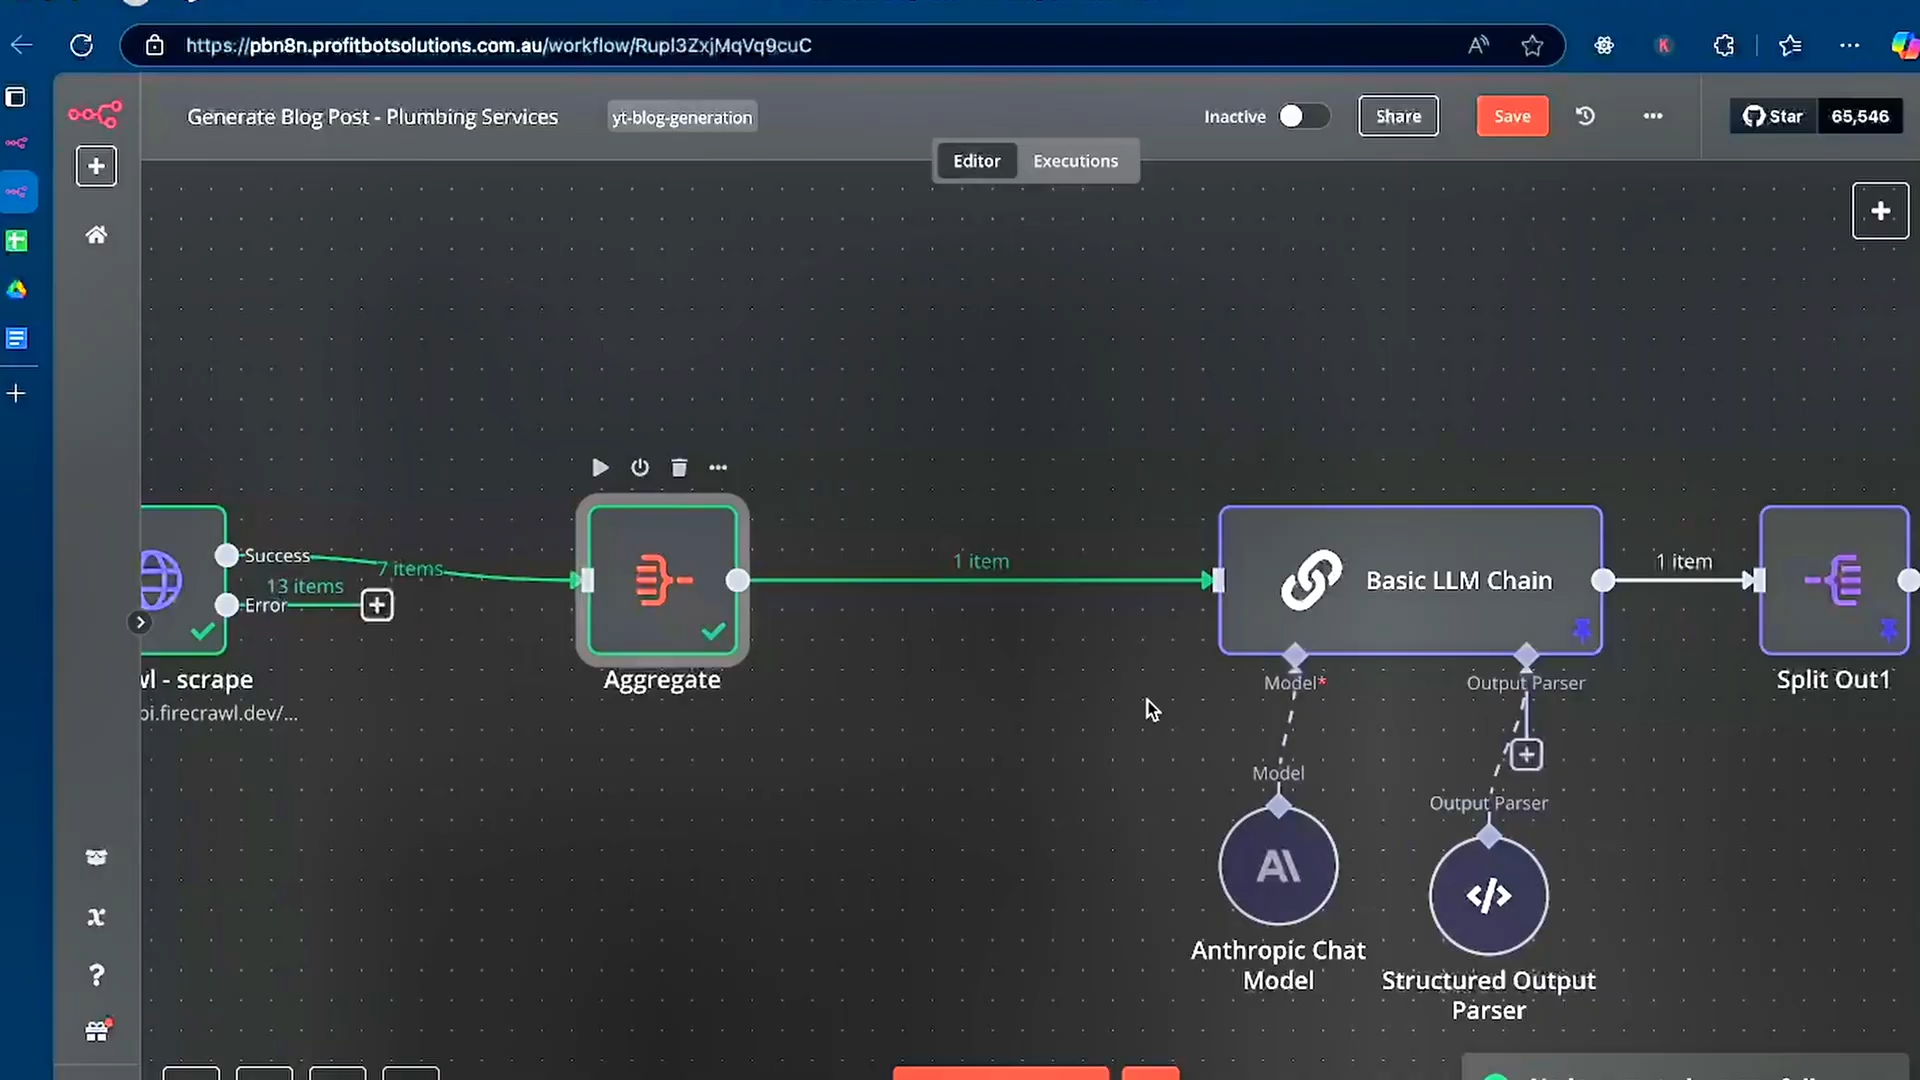 https://pbn8n.profitbotsolutions.com.au/workflow/Rupl3ZxjMqVq9cuC
Generate Blog Post - Plumbing Services
yt-blog-generation
Inactive
Share
Save
Star
65,546
Editor
Executions
Success
7 items
13 items
Error
1 item
Basic LLM Chain
1 item
wl - scrape
pi.firecrawl.dev/...
Aggregate
Model*
Output Parser
Split Out1
Model
Output Parser
Anthropic Chat
Model
Structured Output
Parser